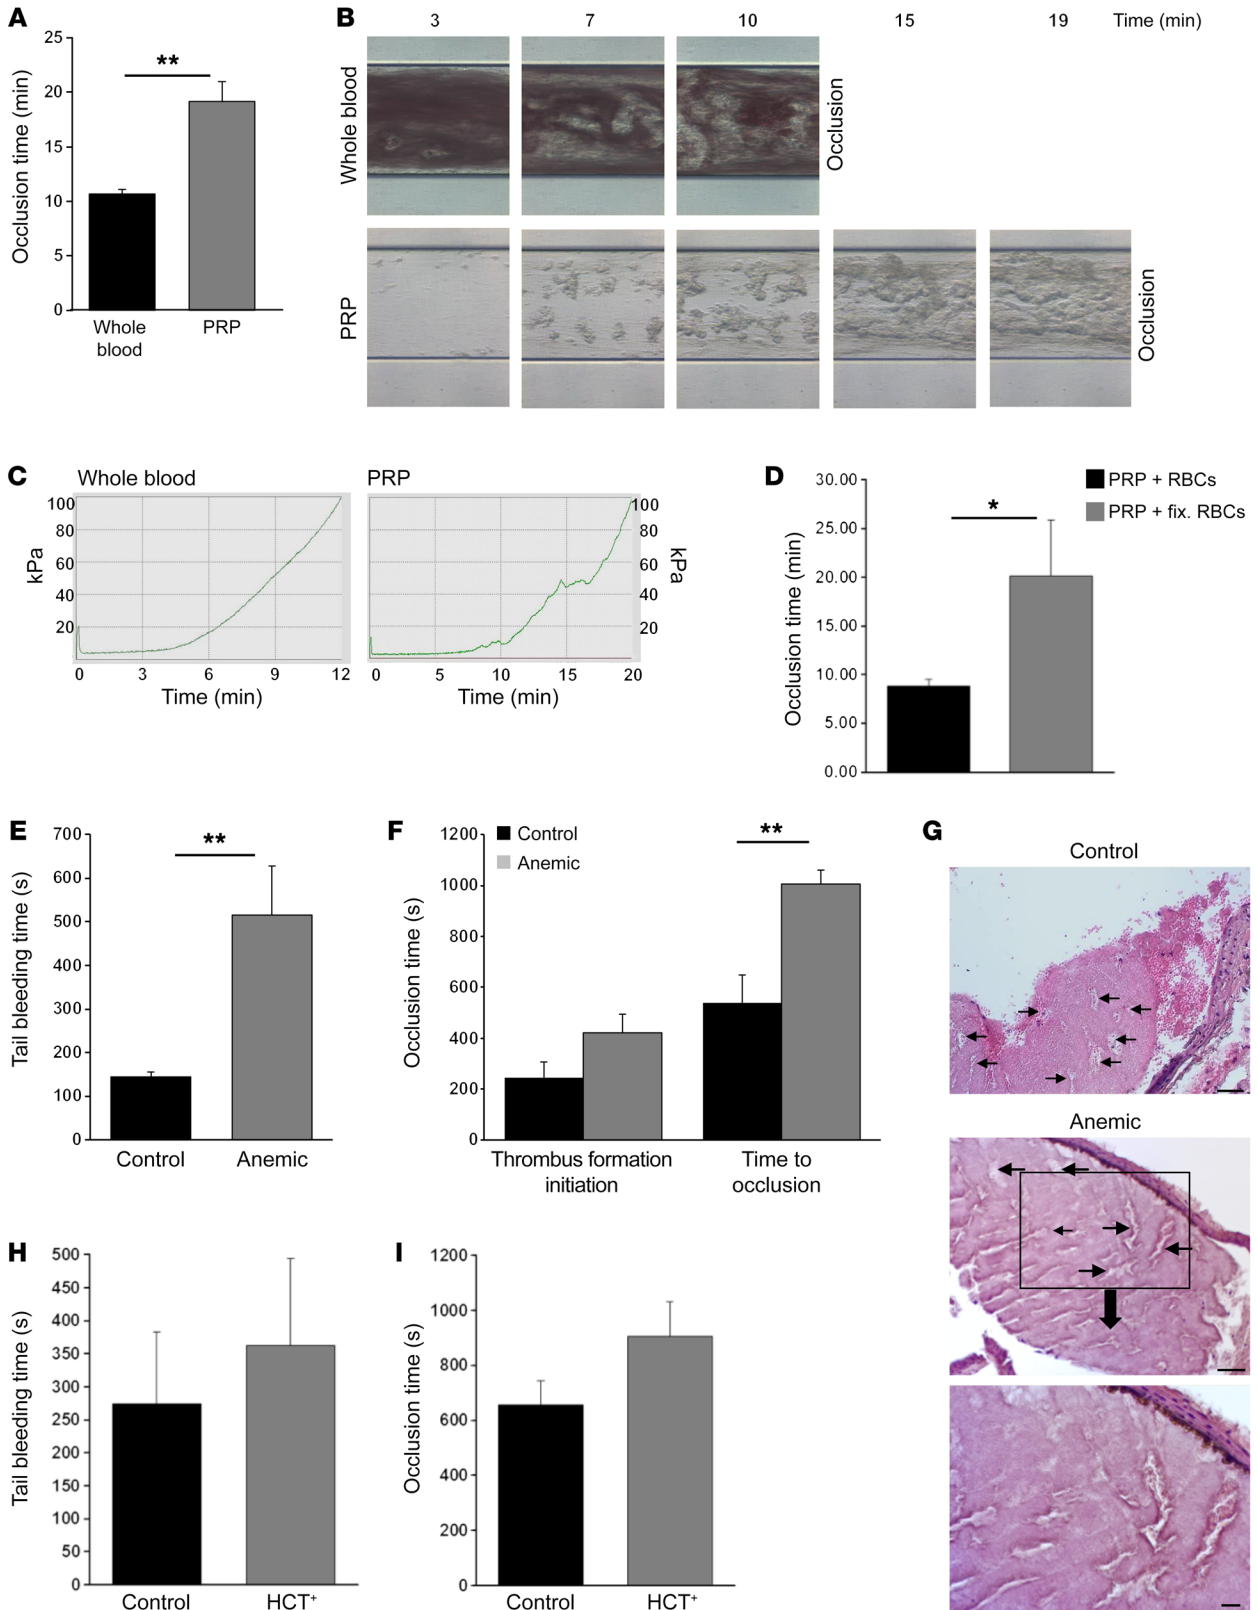 A
25
20
15
10
5
0
Occlusion time (min)
**
Whole
blood
PRP
B
3
7
10
15
19
Time (min)
Whole blood
Occlusion
PRP
Occlusion
C
Whole blood
100
80
60
40
20
kPa
0
3
6
9
12
Time (min)
PRP
100
80
60
40
20
kPa
0
5
10
15
20
Time (min)
D
30.00
25.00
20.00
15.00
10.00
5.00
0.00
Occlusion time (min)
*
PRP + RBCs
PRP + fix. RBCs
E
700
600
500
400
300
200
100
0
Tail bleeding time (s)
**
Control
Anemic
F
1200
1000
800
600
400
200
0
Occlusion time (s)
Control
Anemic
**
Thrombus formation
initiation
Time to
occlusion
G
Control
Anemic
H
500
450
400
350
300
250
200
150
100
50
0
Tail bleeding time (s)
Control
HCT⁺
I
1200
1000
800
600
400
200
0
Occlusion time (s)
Control
HCT⁺